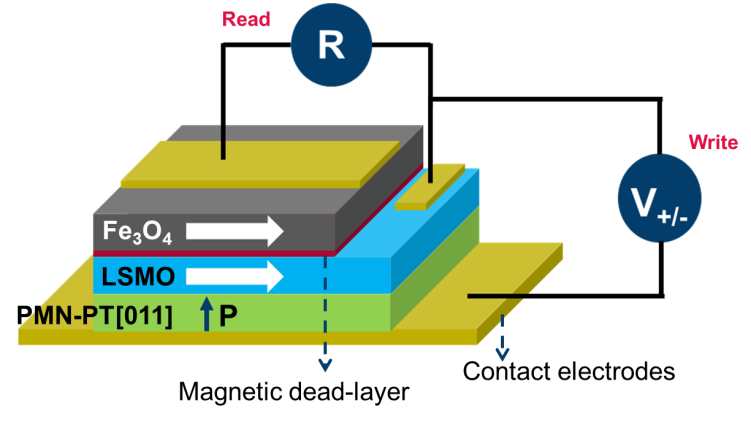 Read
R
Write
V+/-
Fe₃O₄
LSMO
PMN-PT[011]
P
Contact electrodes
Magnetic dead-layer